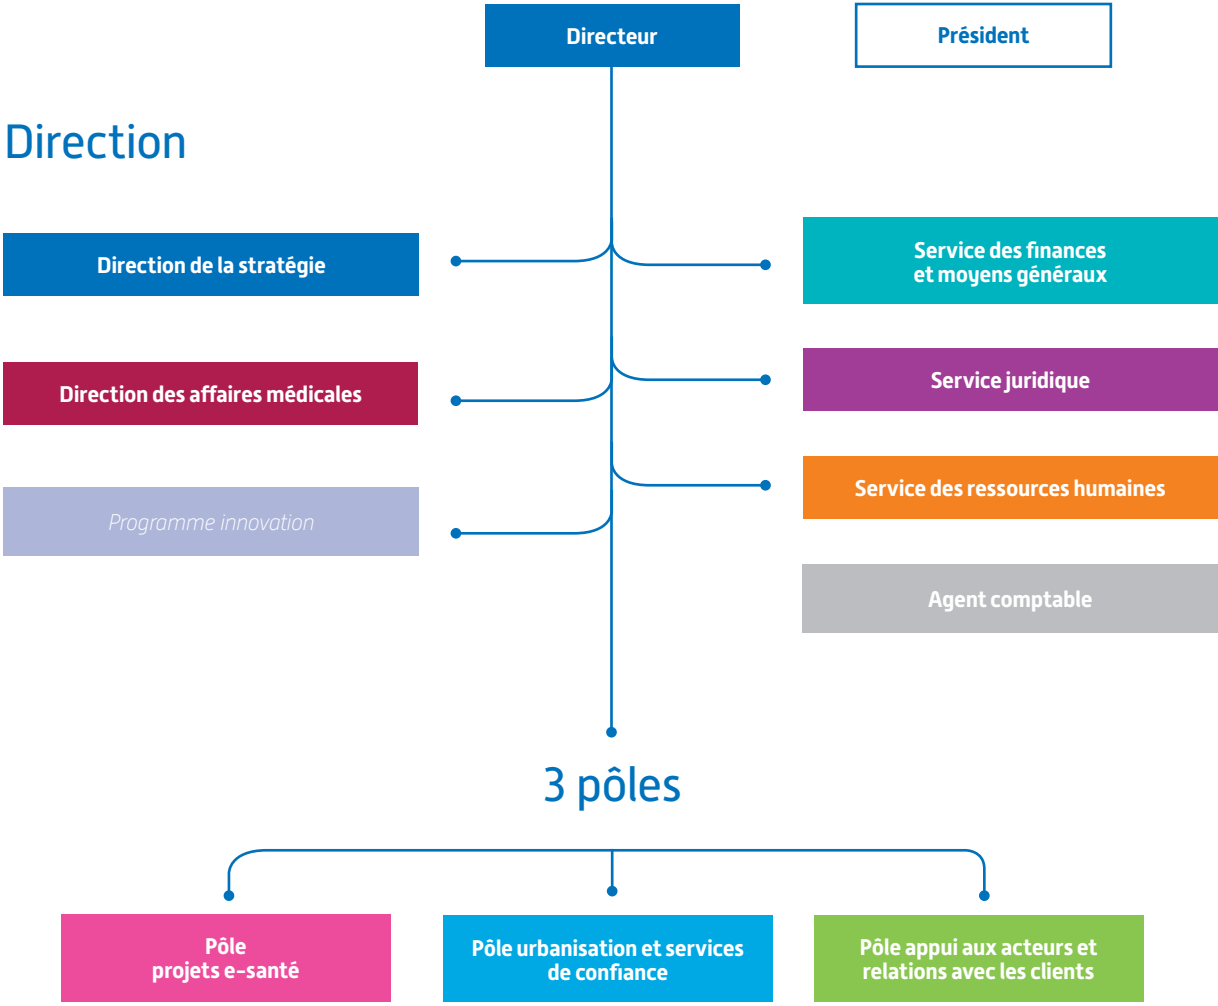 Directeur
Président
Direction
Direction de la stratégie
Service des finances
et moyens généraux
Direction des affaires médicales
Service juridique
Programme innovation
Service des ressources humaines
Agent comptable
3 pôles
Pôle
projets e-santé
Pôle urbanisation et services
de confiance
Pôle appui aux acteurs et
relations avec les clients